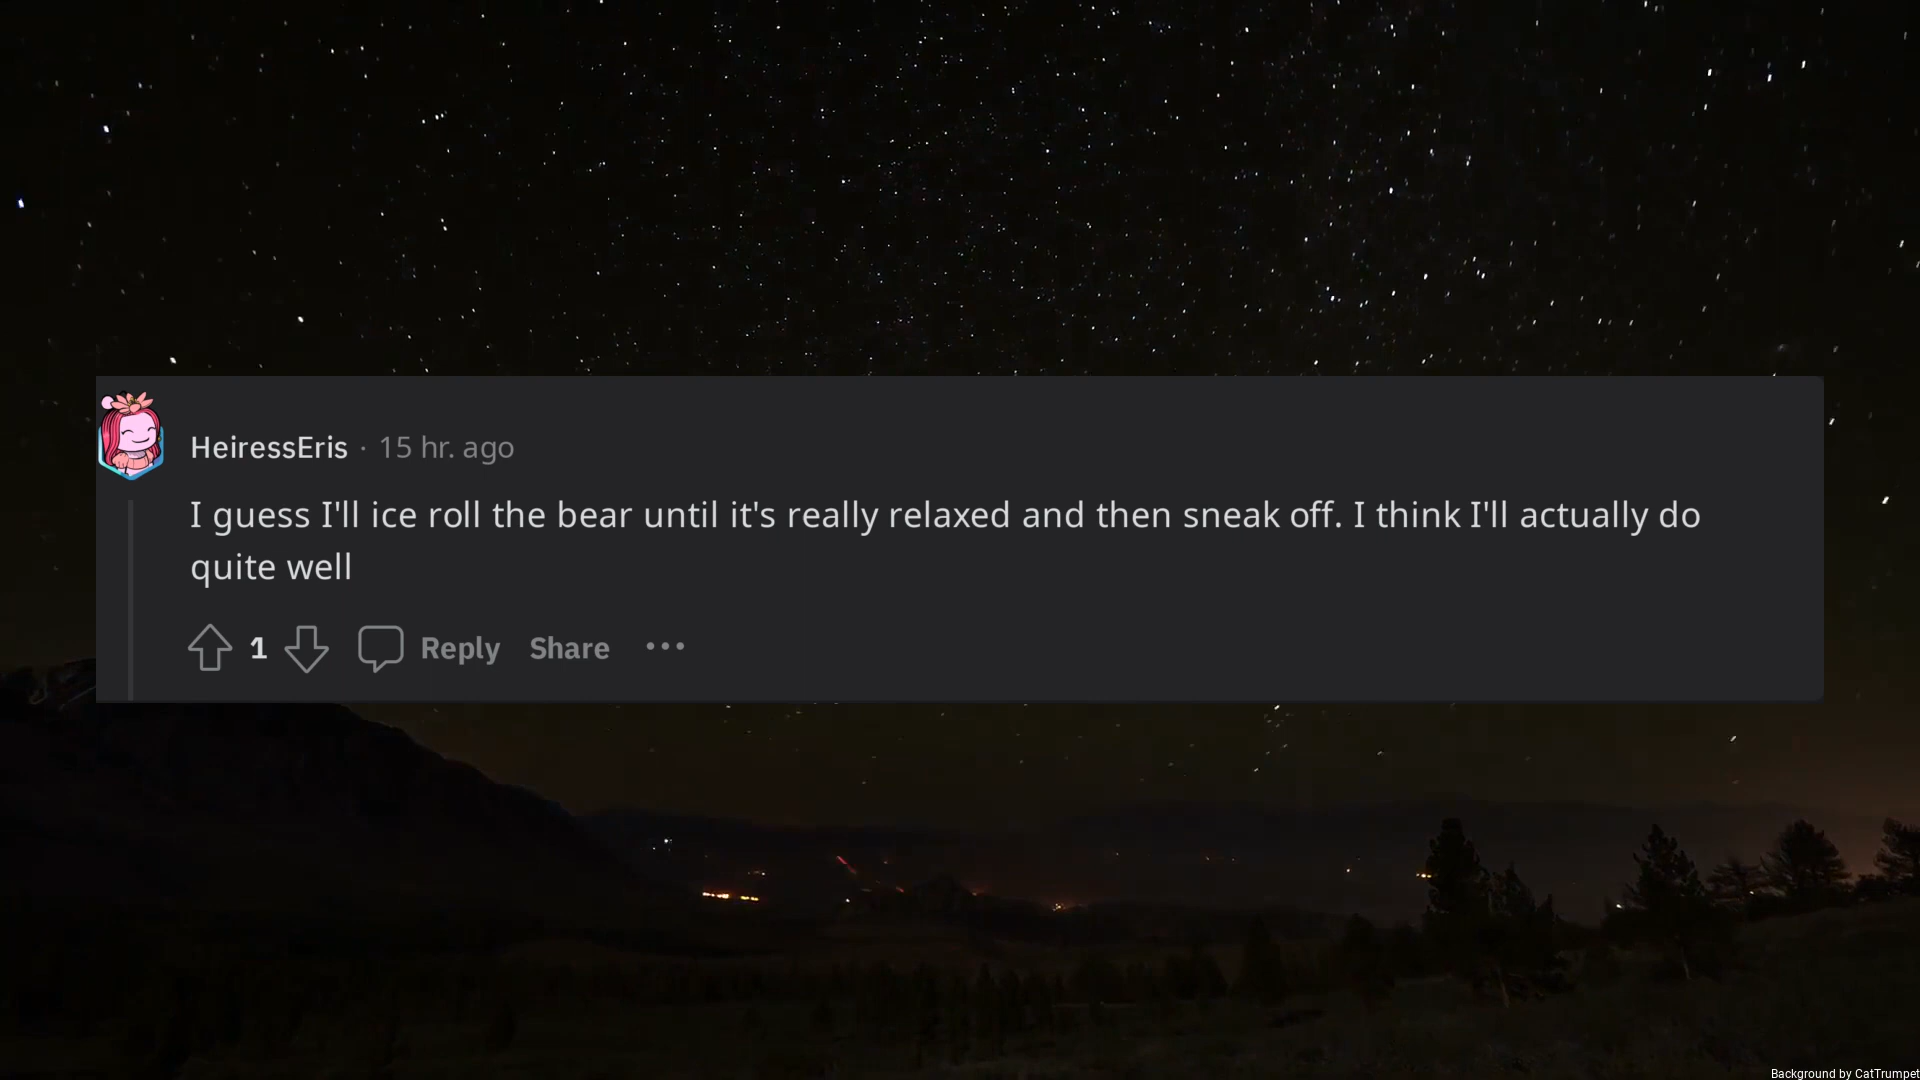 HeiressEris · 15 hr. ago
I guess I'll ice roll the bear until it's really relaxed and then sneak off. I think I'll actually do
quite well
1 Reply Share ···
Background by CatTrumpet